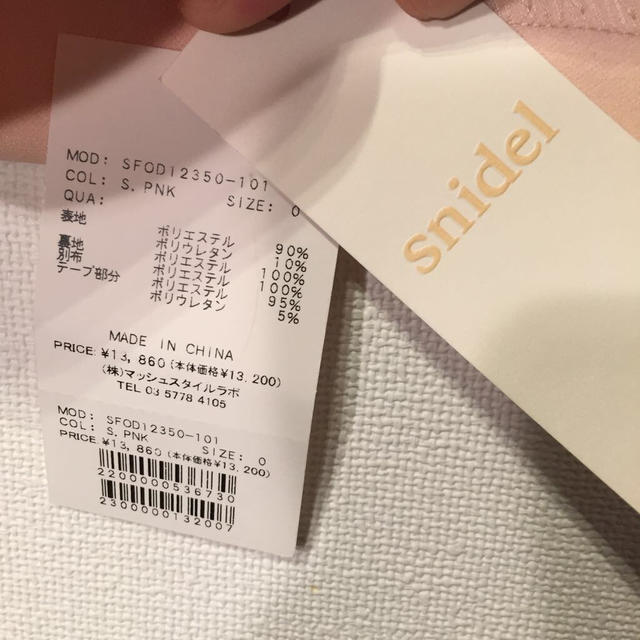 snidel
MOD: SFOD12350-101
COL: S.PNK SIZE: 0
QUA:
表地 ポリエステル 90%
ポリウレタン 10%
裏地 ポリエステル 100%
別布 ポリエステル 100%
テープ部分 ポリエステル 95%
ポリウレタン 5%
MADE IN CHINA
PRICE: ¥13,860(本体価格¥13,200)
(株)マッシュスタイルラボ
TEL 03 5778 4105
MOD: SFOD12350-101
COL: S.PNK SIZE: 0
PRICE: ¥13,860(本体価格¥13,200)
2200000536730
2300000132007